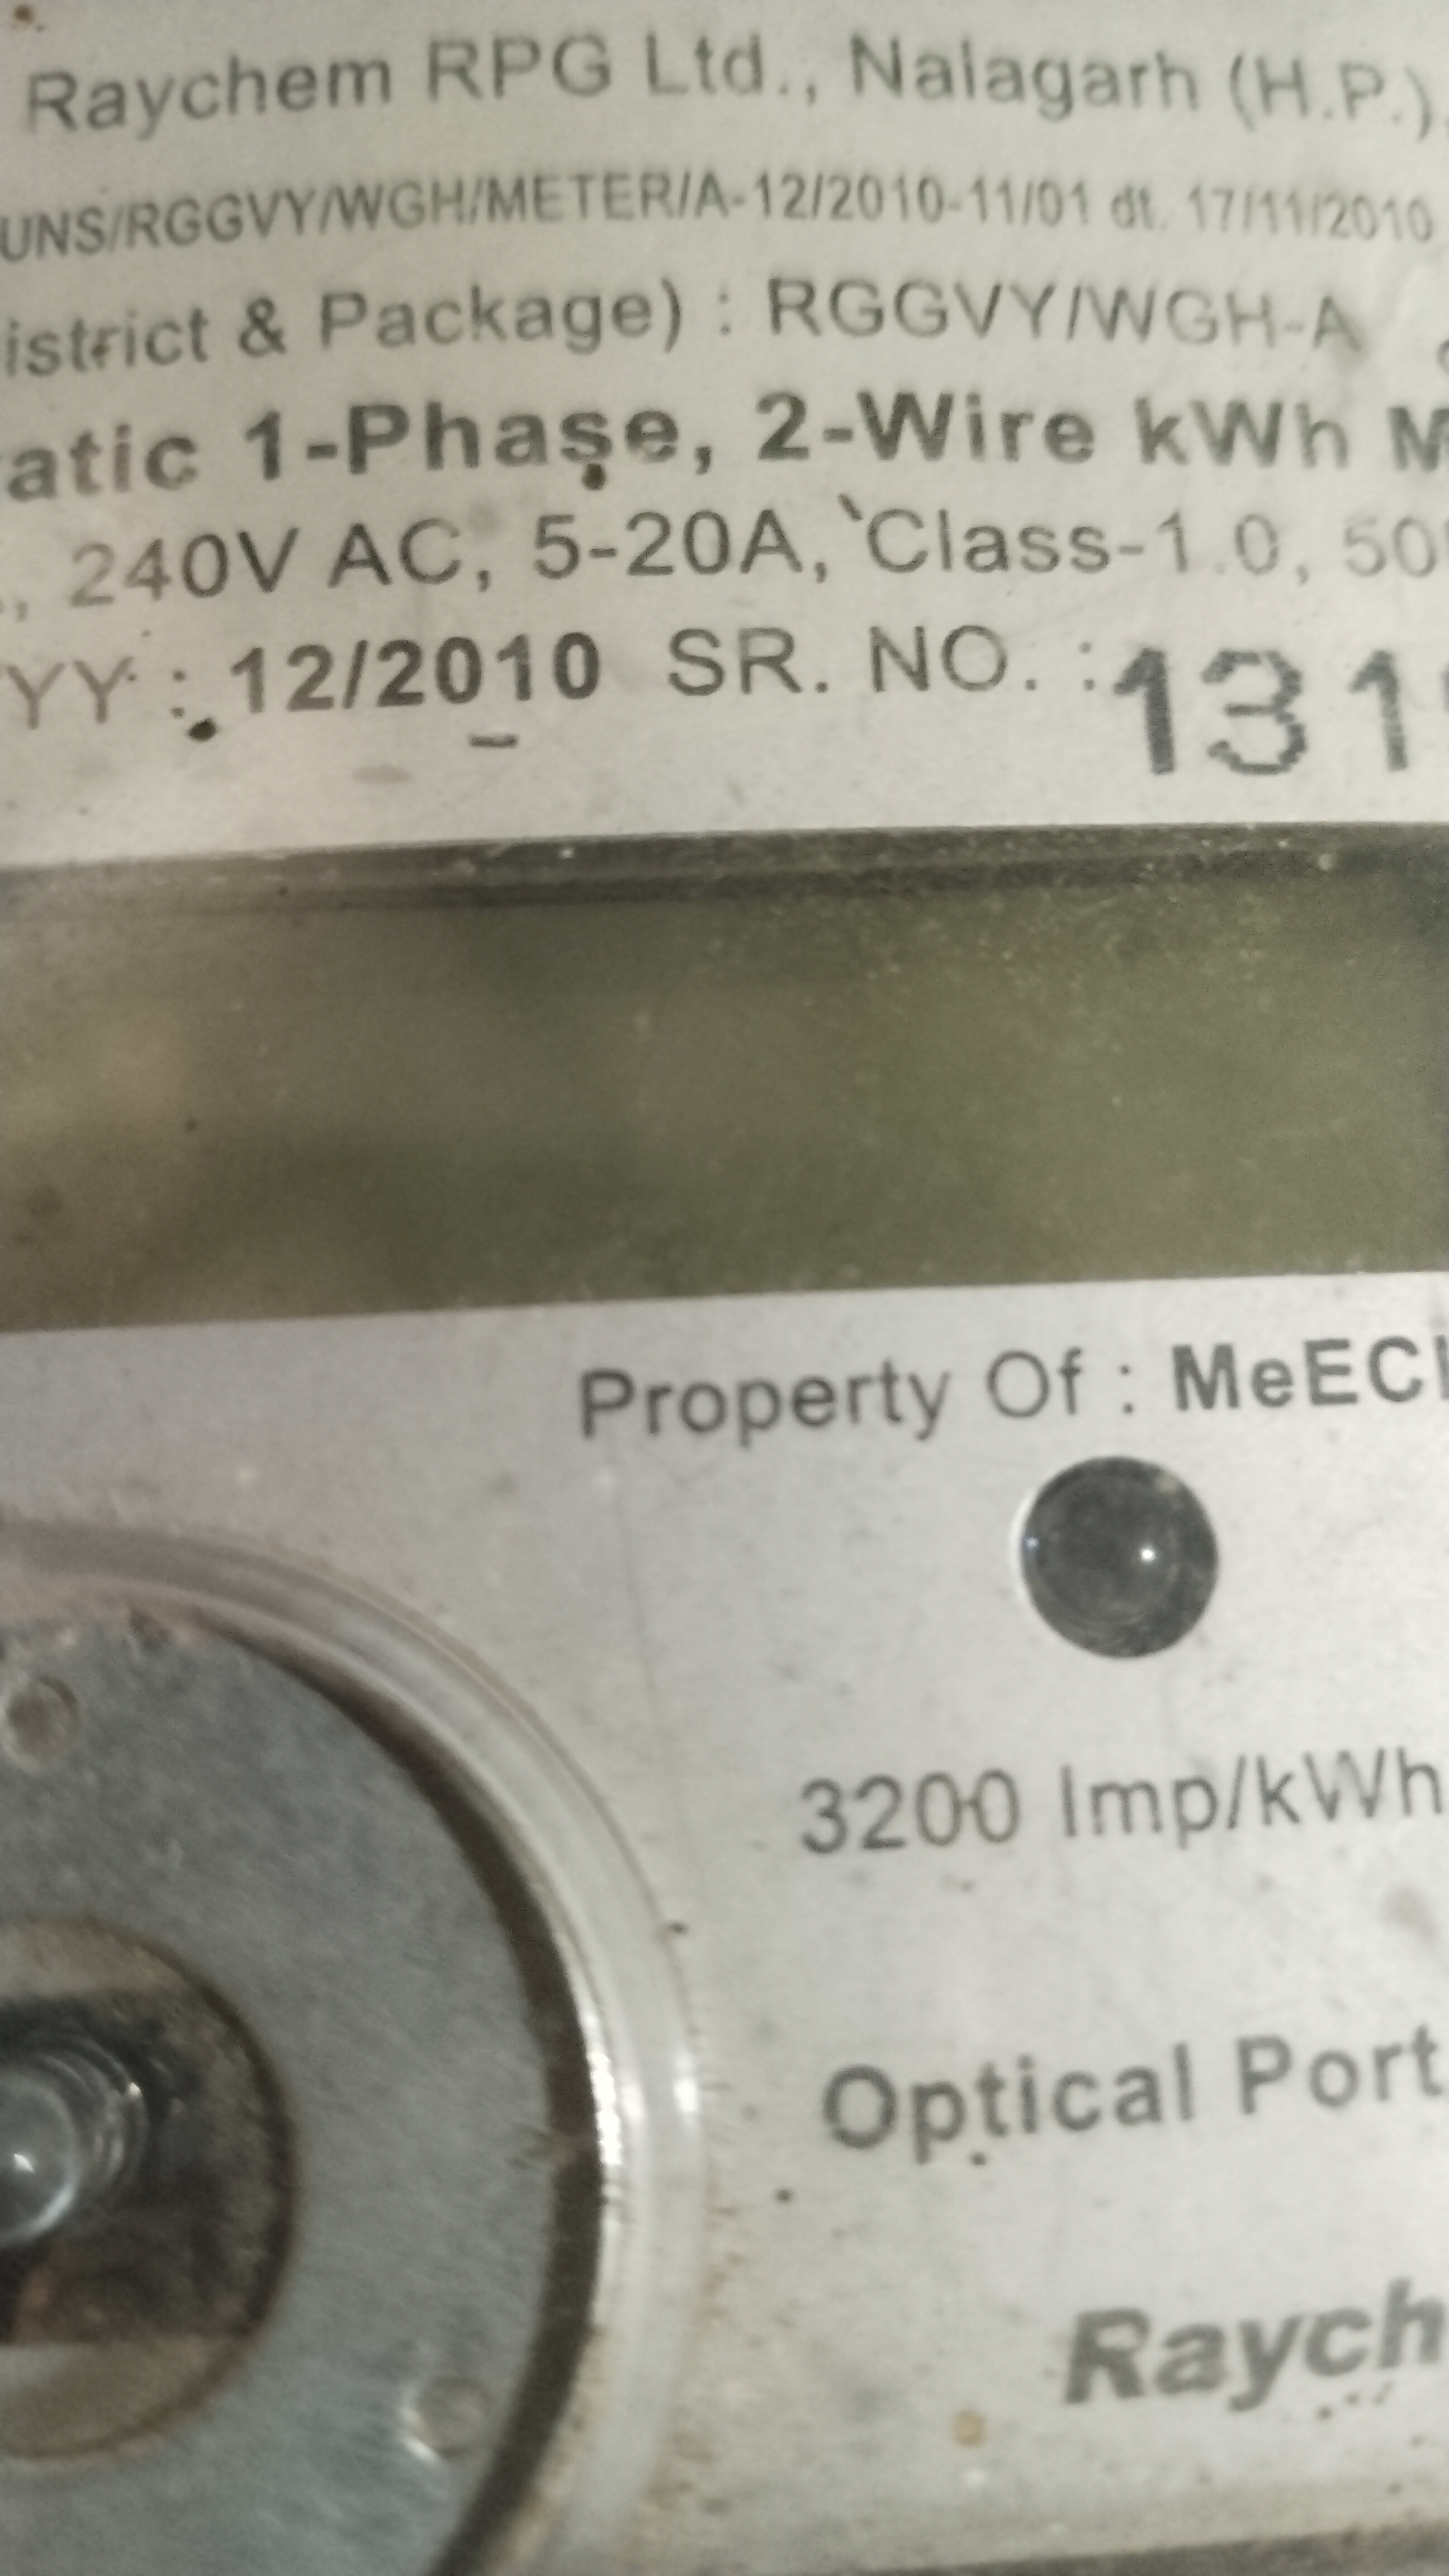 Raychem RPG Ltd., Nalagarh (H.P.).
UNS/RGGVY/WGH/METER/A-12/2010-11/01 dt. 17/11/2010
istrict & Package) : RGGVY/WGH-A
atic 1-Phase, 2-Wire kWh M
, 240V AC, 5-20A, Class-1.0, 50
YY : 12/2010 SR. NO. : 131
Property Of : MeECl
3200 Imp/kWh
Optical Port
Raych